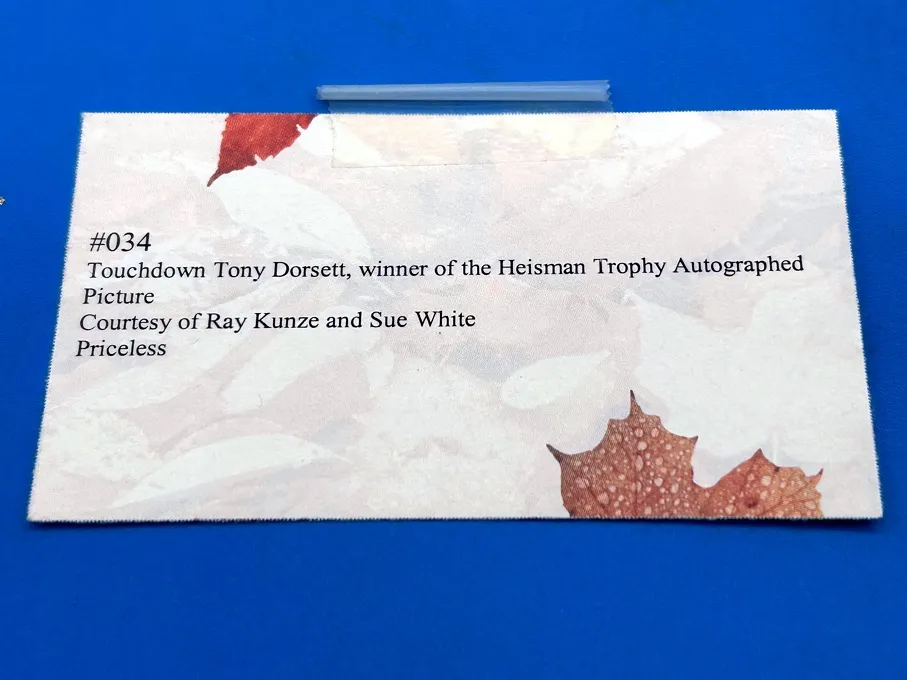 #034
Touchdown Tony Dorsett, winner of the Heisman Trophy Autographed
Picture
Courtesy of Ray Kunze and Sue White
Priceless